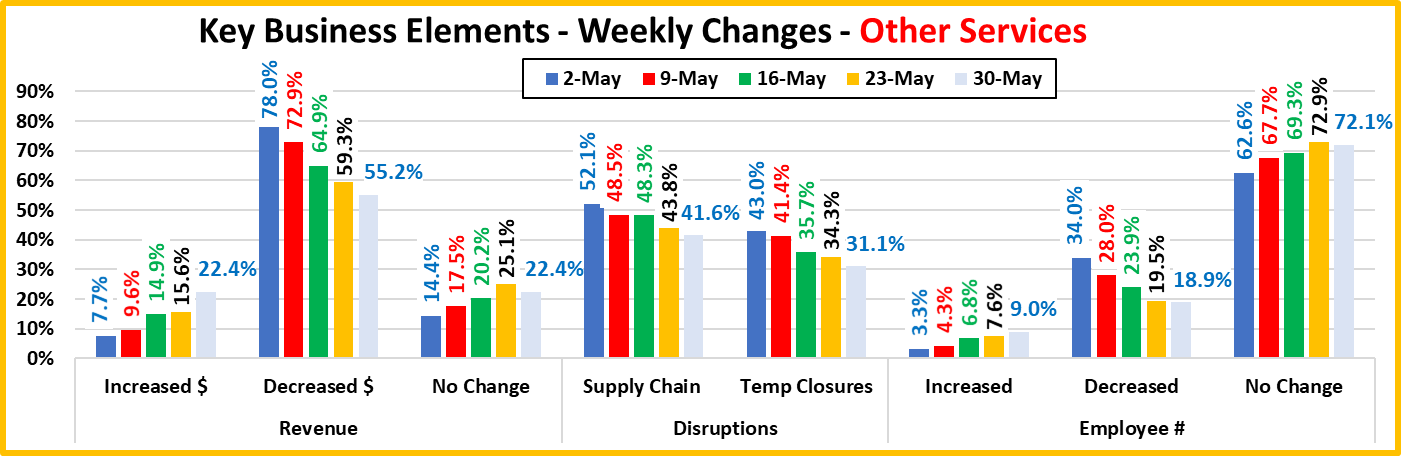 Key Business Elements - Weekly Changes - Other Services
2-May 9-May 16-May 23-May 30-May
90%
80%
70%
60%
50%
40%
30%
20%
10%
0%
7.7% 9.6% 14.9% 15.6% 22.4%
78.0% 72.9% 64.9% 59.3% 55.2%
14.4% 17.5% 20.2% 25.1% 22.4%
52.1% 48.5% 48.3% 43.8% 41.6%
43.0% 41.4% 35.7% 34.3% 31.1%
3.3% 4.3% 6.8% 7.6% 9.0%
34.0% 28.0% 23.9% 19.5% 18.9%
62.6% 67.7% 69.3% 72.9% 72.1%
Increased $ Decreased $ No Change Supply Chain Temp Closures Increased Decreased No Change
Revenue Disruptions Employee #